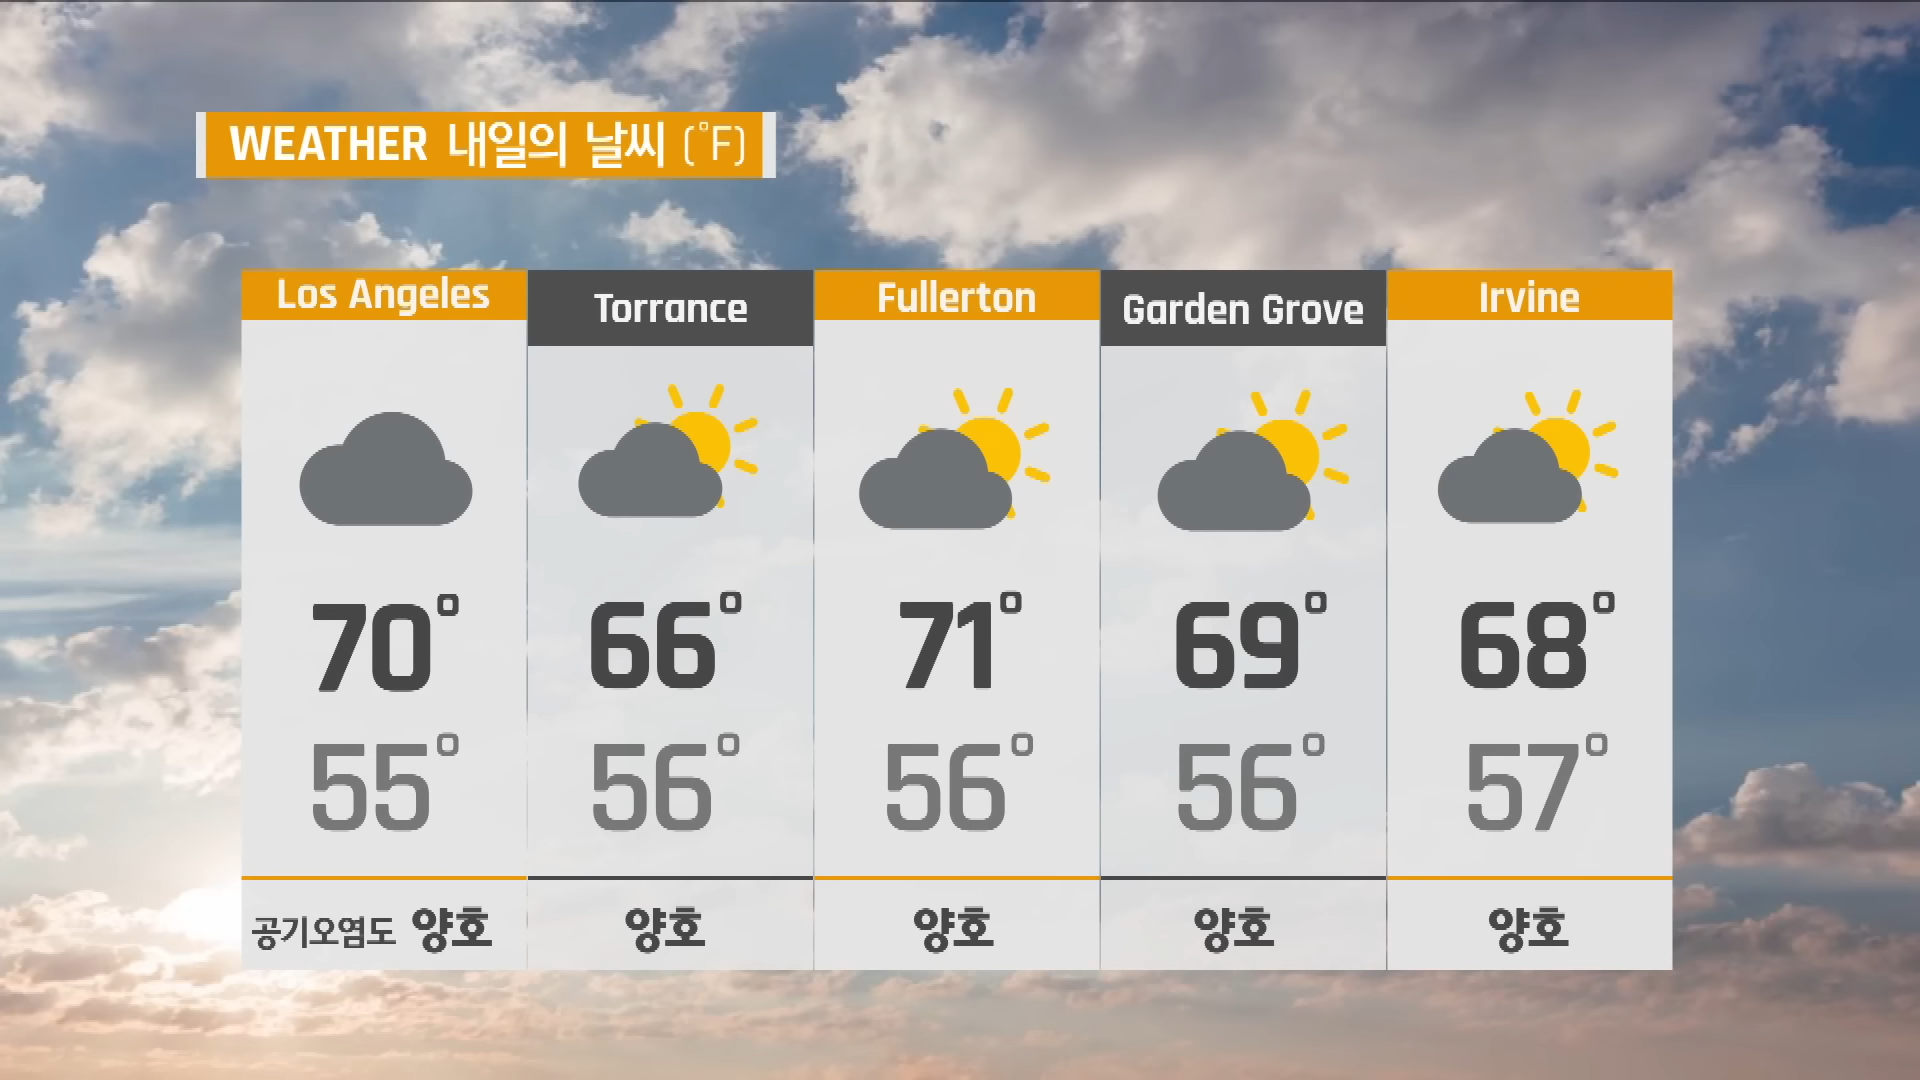 WEATHER 내일의 날씨 (°F)
Los Angeles Torrance Fullerton Garden Grove Irvine
70° 66° 71° 69° 68°
55° 56° 56° 56° 57°
공기오염도 양호 양호 양호 양호 양호